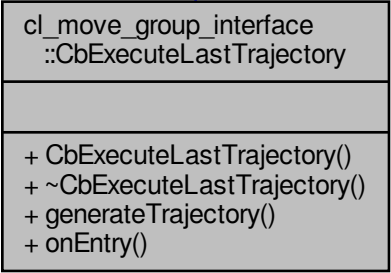 cl_move_group_interface
::CbExecuteLastTrajectory
+ CbExecuteLastTrajectory()
+ ~CbExecuteLastTrajectory()
+ generateTrajectory()
+ onEntry()